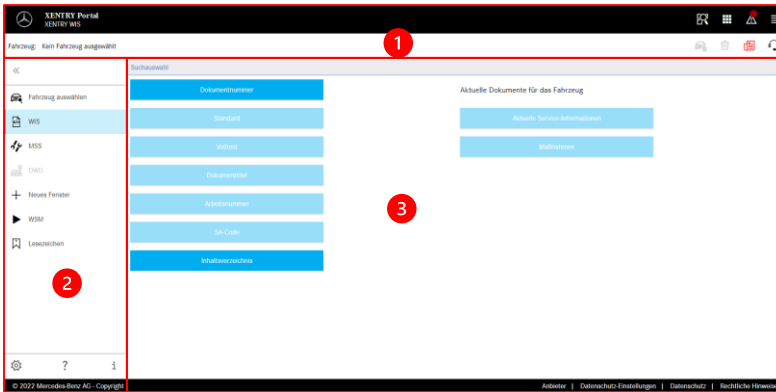 XENTRY Portal
XENTRY WIS
Fahrzeug: Kein Fahrzeug ausgewählt
1
Suchauswahl
Fahrzeug auswählen
WIS
MSS
DWD
Neues Fenster
WSM
Lesezeichen
2
Dokumentnummer
Standard
Volltext
Dokumenttitel
Arbeitsnummer
SA-Code
Inhaltsverzeichnis
3
Aktuelle Dokumente für das Fahrzeug
Aktuelle Service-Informationen
Maßnahmen
? i
© 2022 Mercedes-Benz AG - Copyright
Anbieter | Datenschutz-Einstellungen | Datenschutz | Rechtliche Hinweise